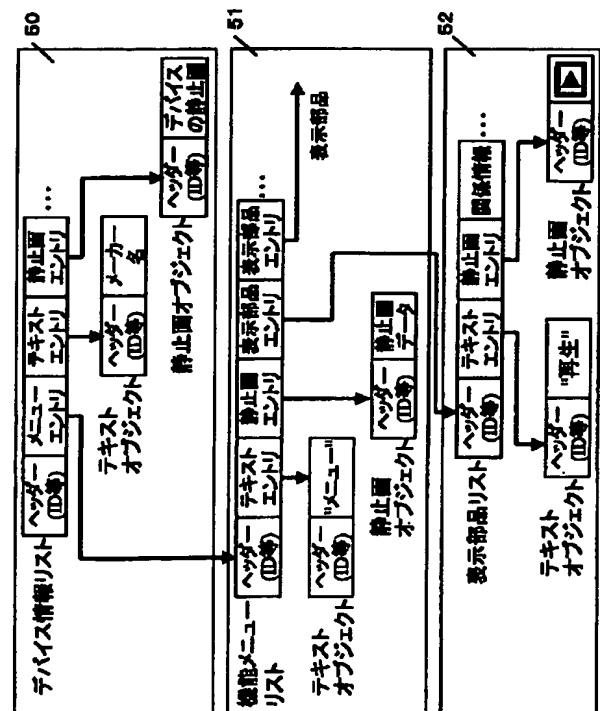 50
デバイス情報リスト
ヘッダー
(ID等)
メニュー
エントリ
テキスト
エントリ
静止画
エントリ
…
テキスト
オブジェクト
ヘッダー
(ID等)
メーカー
名
静止画オブジェクト
ヘッダー
(ID等)
デバイス
の静止画
51
機能メニュー
リスト
ヘッダー
(ID等)
テキスト
エントリ
静止画
エントリ
表示部品
エントリ
表示部品
エントリ
…
表示部品
テキスト
オブジェクト
ヘッダー
(ID等)
"メニュー"
静止画
オブジェクト
ヘッダー
(ID等)
静止画
データ
52
表示部品リスト
ヘッダー
(ID等)
テキスト
エントリ
静止画
エントリ
関係情報
…
テキスト
オブジェクト
ヘッダー
(ID等)
"再生"
静止画
オブジェクト
ヘッダー
(ID等)